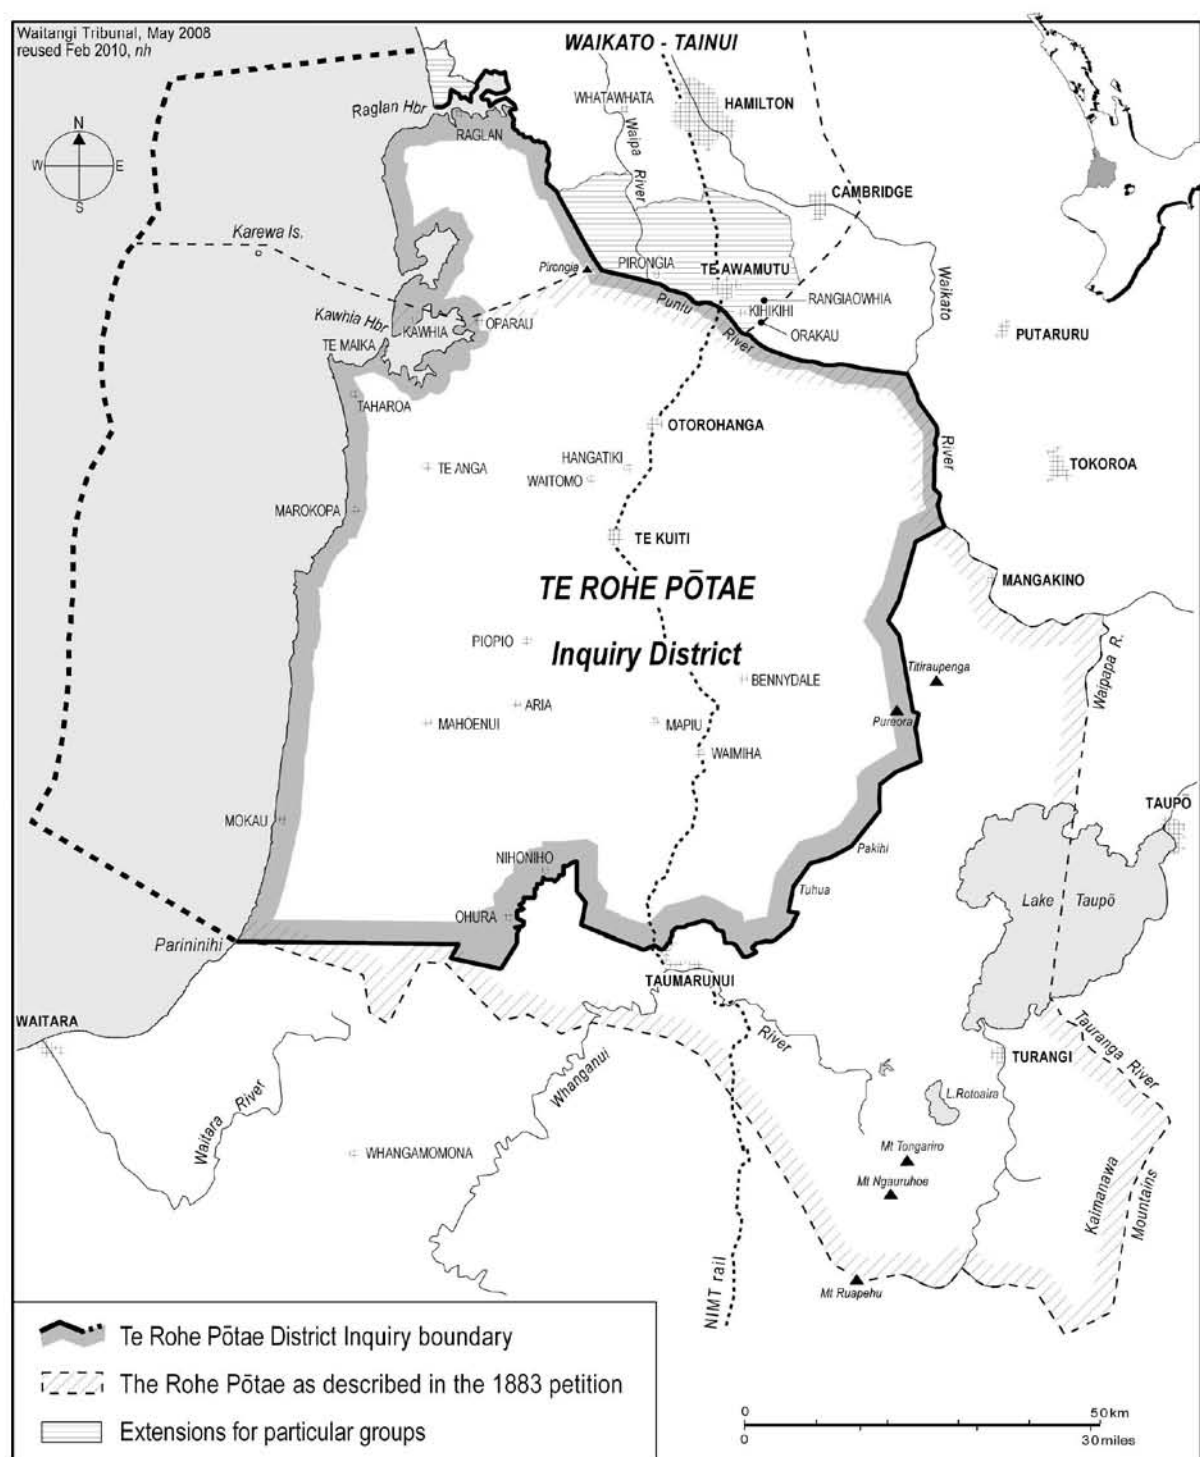 Waitangi Tribunal, May 2008
reused Feb 2010, nh
WAIKATO - TAINUI
N
W
E
S
Raglan Hbr
RAGLAN
WHATAWHATA
Waipa River
HAMILTON
CAMBRIDGE
Karewa Is.
Pirongia
PIRONGIA
TE AWAMUTU
RANGIAOWHIA
KIHIKIHI
ORAKAU
Waikato
River
PUTARURU
Kawhia Hbr
KAWHIA
OPARAU
Puniu
River
TE MAIKA
TAHAROA
OTOROHANGA
TE ANGA
HANGATIKI
WAITOMO
TOKOROA
MAROKOPA
TE KUITI
MANGAKINO
TE ROHE PŌTAE
Inquiry District
PIOPIO
Waipapa R.
Titiraupenga
BENNYDALE
Pureora
ARIA
MAHOENUI
MAPIU
WAIMIHA
TAUPŌ
MOKAU
NIHONIHO
Pakihi
Tuhua
Lake Taupō
OHURA
Parininihi
TAUMARUNUI
WAITARA
River
TURANGI
Tauranga River
Waitara River
Whanganui
L.Rotoaira
WHANGAMOMONA
Mt Tongariro
Mt Ngauruhoe
Kaimanawa
Mountains
Mt Ruapehu
NIMT rail
Te Rohe Pōtae District Inquiry boundary
The Rohe Pōtae as described in the 1883 petition
Extensions for particular groups
0
50km
0
30miles